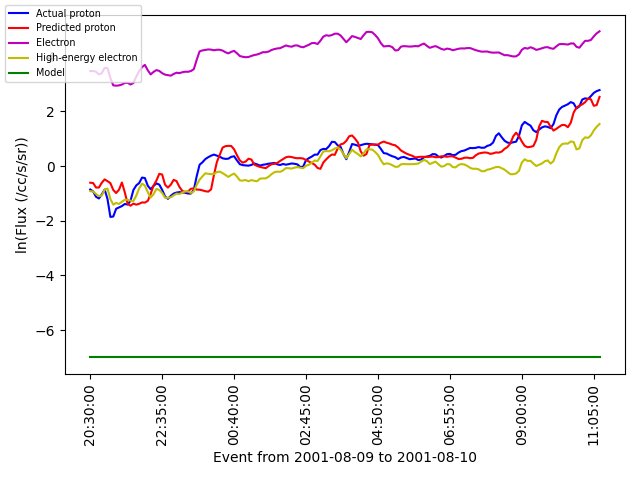 Actual proton
Predicted proton
Electron
High-energy electron
Model
ln(Flux (/cc/s/sr))
2
0
−2
−4
−6
20:30:00
22:35:00
00:40:00
02:45:00
04:50:00
06:55:00
09:00:00
11:05:00
Event from 2001-08-09 to 2001-08-10